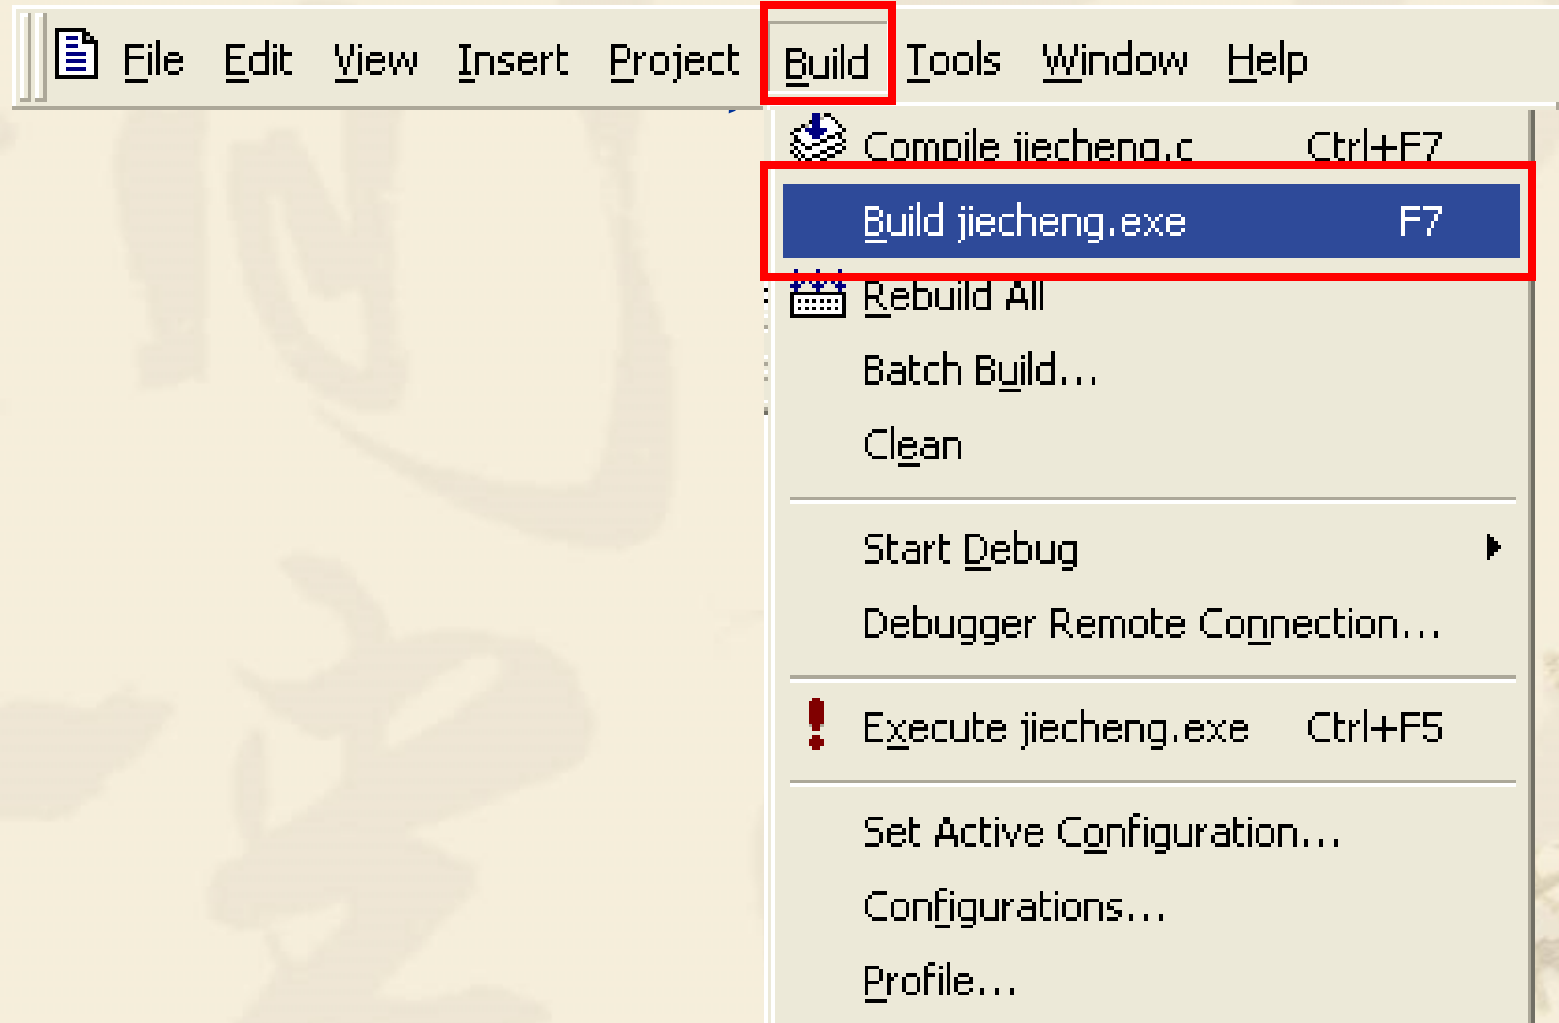 File Edit View Insert Project Build Tools Window Help
Compile jiecheng.c Ctrl+F7
Build jiecheng.exe F7
Rebuild All
Batch Build...
Clean
Start Debug
Debugger Remote Connection...
Execute jiecheng.exe Ctrl+F5
Set Active Configuration...
Configurations...
Profile...